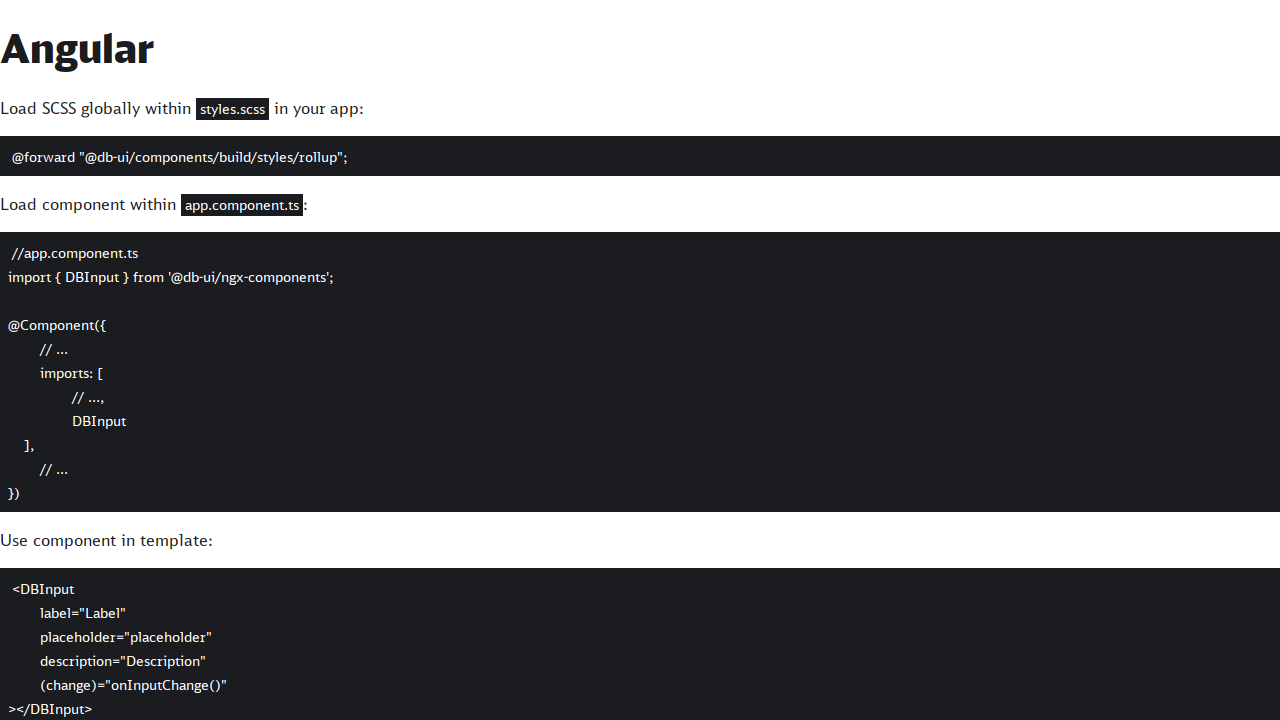 Angular
Load SCSS globally within styles.scss in your app:
@forward "@db-ui/components/build/styles/rollup";
Load component within app.component.ts:
//app.component.ts
import { DBInput } from '@db-ui/ngx-components';
@Component({
// ...
imports: [
// ...,
DBInput
],
// ...
})
Use component in template:
<DBInput
label="Label"
placeholder="placeholder"
description="Description"
(change)="onInputChange()"
></DBInput>